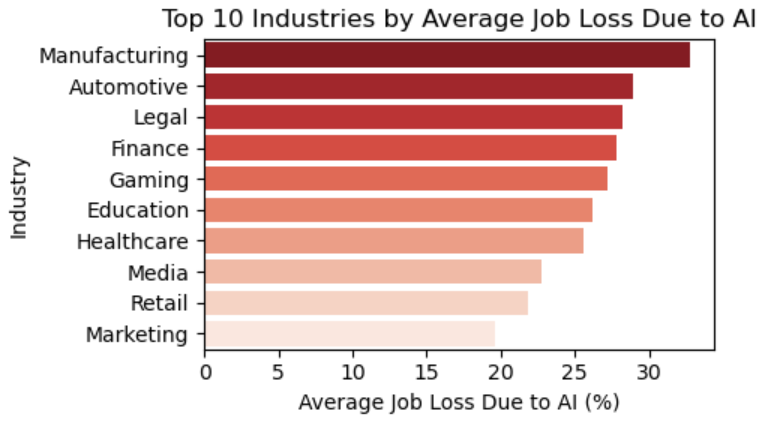 Top 10 Industries by Average Job Loss Due to AI
Manufacturing
Automotive
Legal
Finance
Gaming
Education
Healthcare
Media
Retail
Marketing
Industry
0 5 10 15 20 25 30
Average Job Loss Due to AI (%)